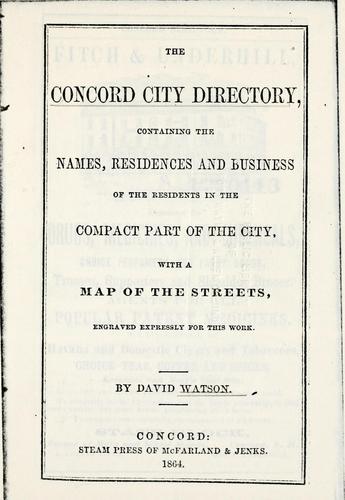 THE
CONCORD CITY DIRECTORY,
CONTAINING THE
NAMES, RESIDENCES AND BUSINESS
OF THE RESIDENTS IN THE
COMPACT PART OF THE CITY,
WITH A
MAP OF THE STREETS,
ENGRAVED EXPRESSLY FOR THIS WORK.
BY DAVID WATSON.
CONCORD:
STEAM PRESS OF McFARLAND & JENKS.
1864.